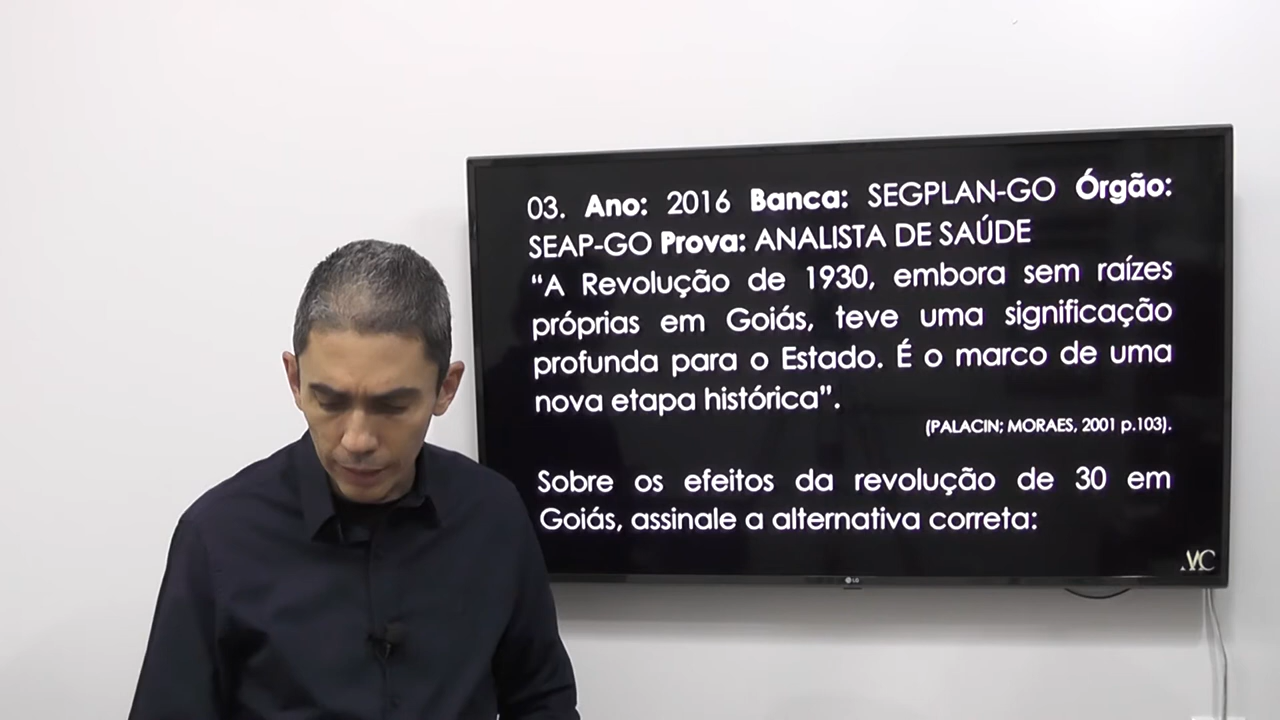 03. Ano: 2016 Banca: SEGPLAN-GO Órgão:
SEAP-GO Prova: ANALISTA DE SAÚDE
“A Revolução de 1930, embora sem raízes
próprias em Goiás, teve uma significação
profunda para o Estado. É o marco de uma
nova etapa histórica”.
(PALACIN; MORAES, 2001 p.103).
Sobre os efeitos da revolução de 30 em
Goiás, assinale a alternativa correta:
MC
LG